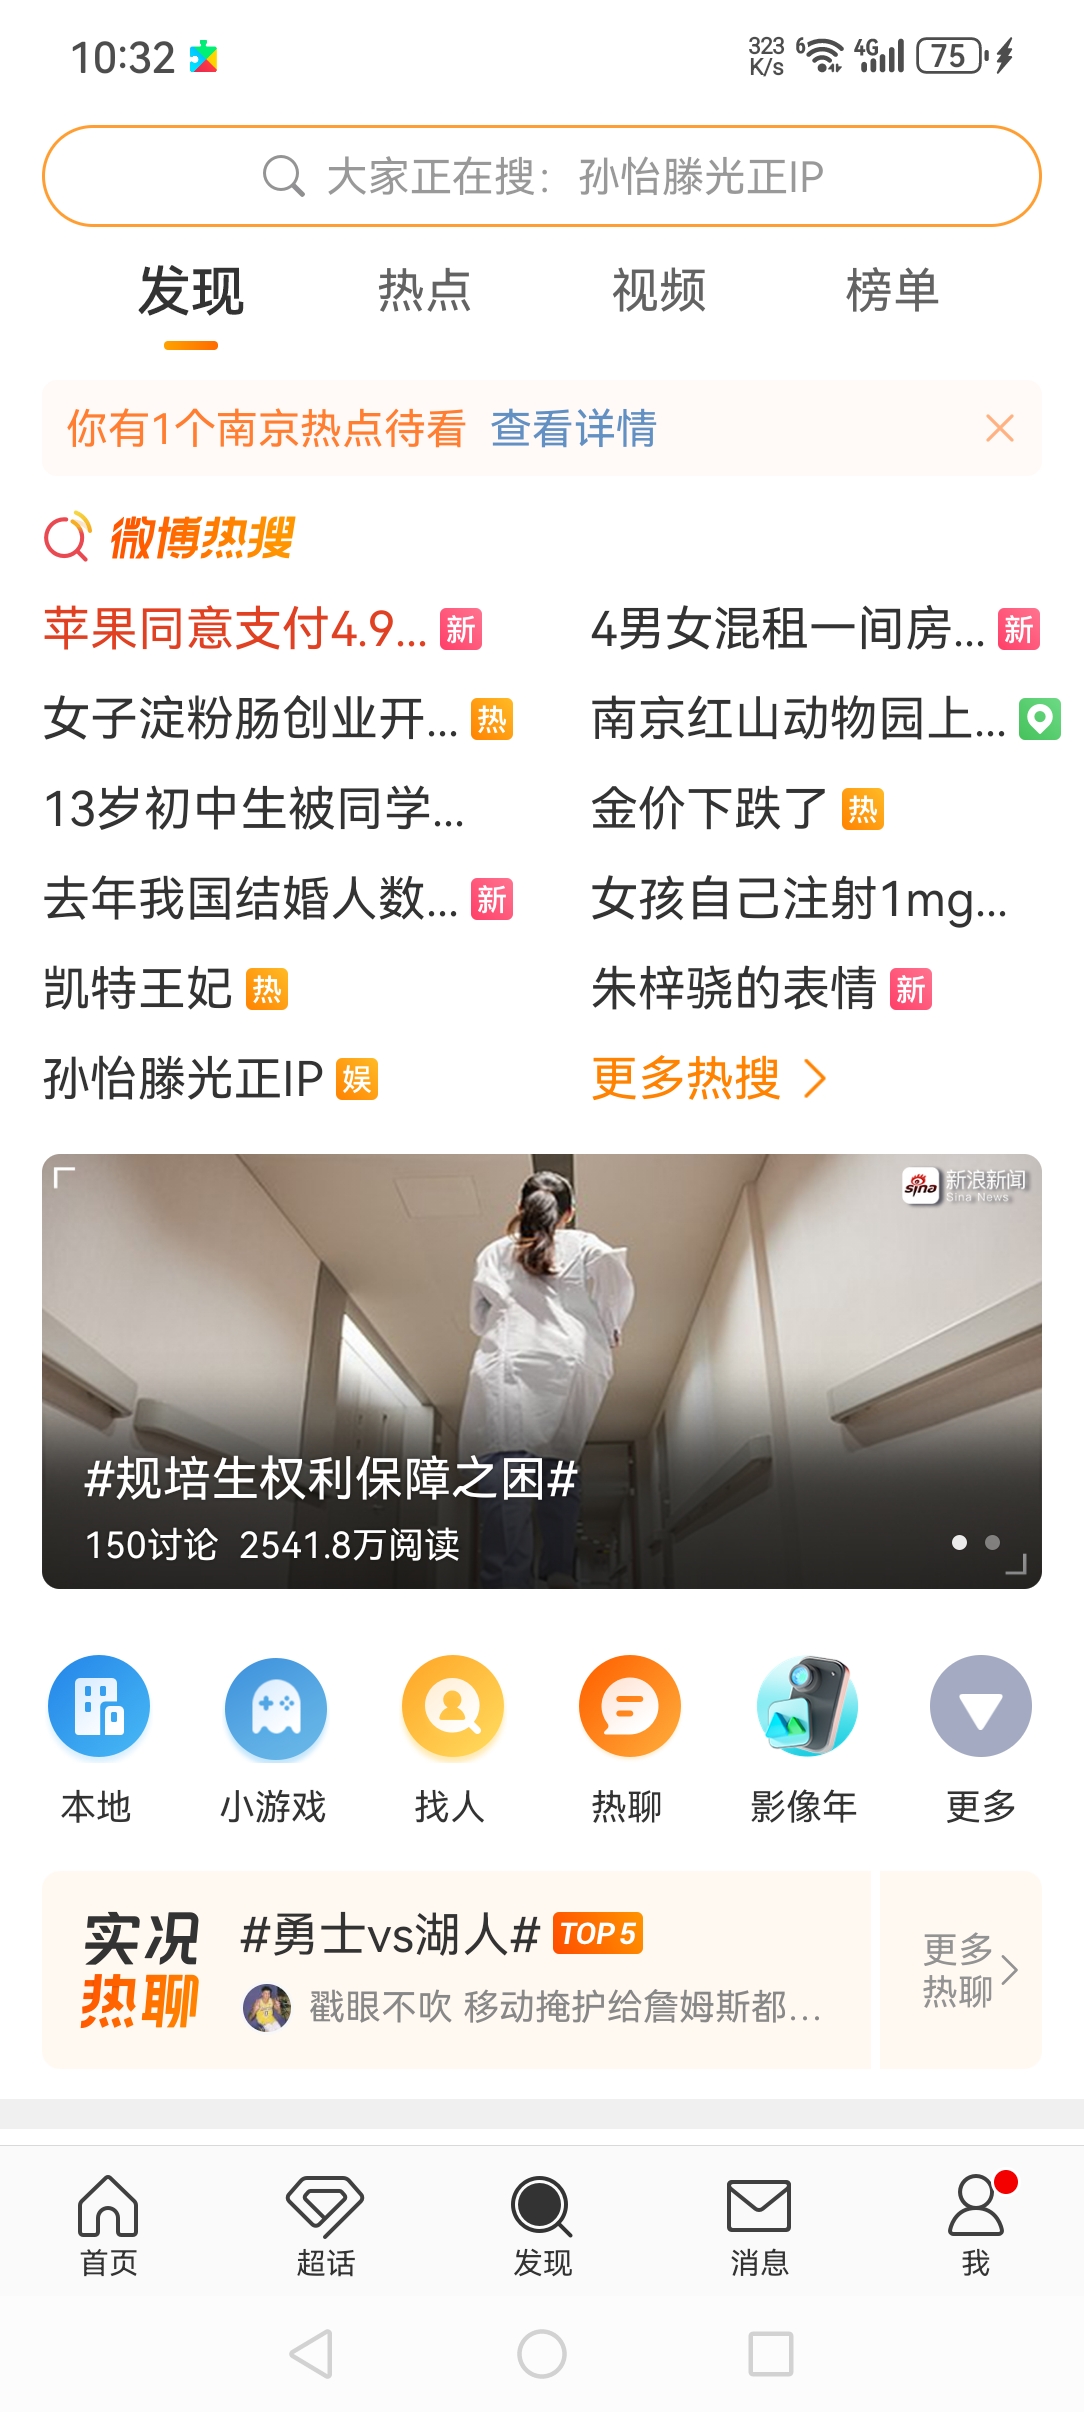 10:32
323 K/s 6 4G 75
大家正在搜：孙怡滕光正IP
发现 热点 视频 榜单
你有1个南京热点待看 查看详情
微博热搜
苹果同意支付4.9... 新 4男女混租一间房... 新
女子淀粉肠创业开... 热 南京红山动物园上...
13岁初中生被同学... 金价下跌了 热
去年我国结婚人数... 新 女孩自己注射1mg...
凯特王妃 热 朱梓骁的表情 新
孙怡滕光正IP 娱 更多热搜
sina 新浪新闻
Sina News
#规培生权利保障之困#
150讨论 2541.8万阅读
本地 小游戏 找人 热聊 影像年 更多
实况
热聊
#勇士vs湖人# TOP 5
戳眼不吹 移动掩护给詹姆斯都...
更多
热聊
首页 超话 发现 消息 我